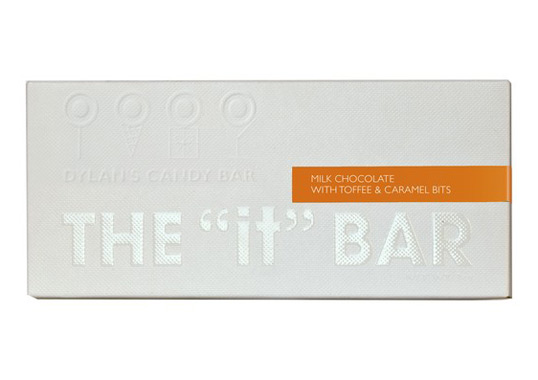 DYLAN'S CANDY BAR
MILK CHOCOLATE
WITH TOFFEE & CARAMEL BITS
THE “it” BAR